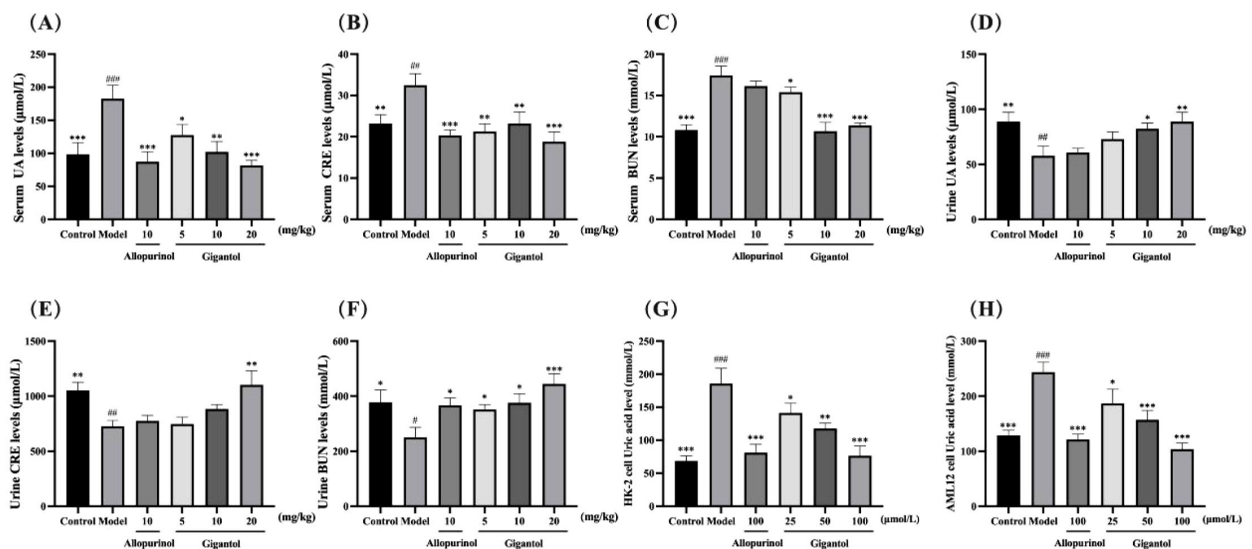 (A)
Serum UA levels (μmol/L)
250
200
150
100
50
0
***
###
***
*
**
***
Control Model 10 5 10 20 (mg/kg)
Allopurinol Gigantol
(B)
Serum CRE levels (μmol/L)
40
30
20
10
0
**
##
***
**
**
***
Control Model 10 5 10 20 (mg/kg)
Allopurinol Gigantol
(C)
Serum BUN levels (mmol/L)
20
15
10
5
0
***
###
*
***
***
Control Model 10 5 10 20 (mg/kg)
Allopurinol Gigantol
(D)
Urine UA levels (μmol/L)
150
100
50
0
**
##
*
**
Control Model 10 5 10 20 (mg/kg)
Allopurinol Gigantol
(E)
Urine CRE levels (μmol/L)
1500
1000
500
0
**
##
**
Control Model 10 5 10 20 (mg/kg)
Allopurinol Gigantol
(F)
Urine BUN levels (mmol/L)
600
400
200
0
*
#
*
*
*
***
Control Model 10 5 10 20 (mg/kg)
Allopurinol Gigantol
(G)
HK-2 cell Uric acid level (mmol/L)
250
200
150
100
50
0
***
###
***
*
**
***
Control Model 100 25 50 100 (μmol/L)
Allopurinol Gigantol
(H)
AML12 cell Uric acid level (mmol/L)
300
200
100
0
***
###
***
*
***
***
Control Model 100 25 50 100 (μmol/L)
Allopurinol Gigantol